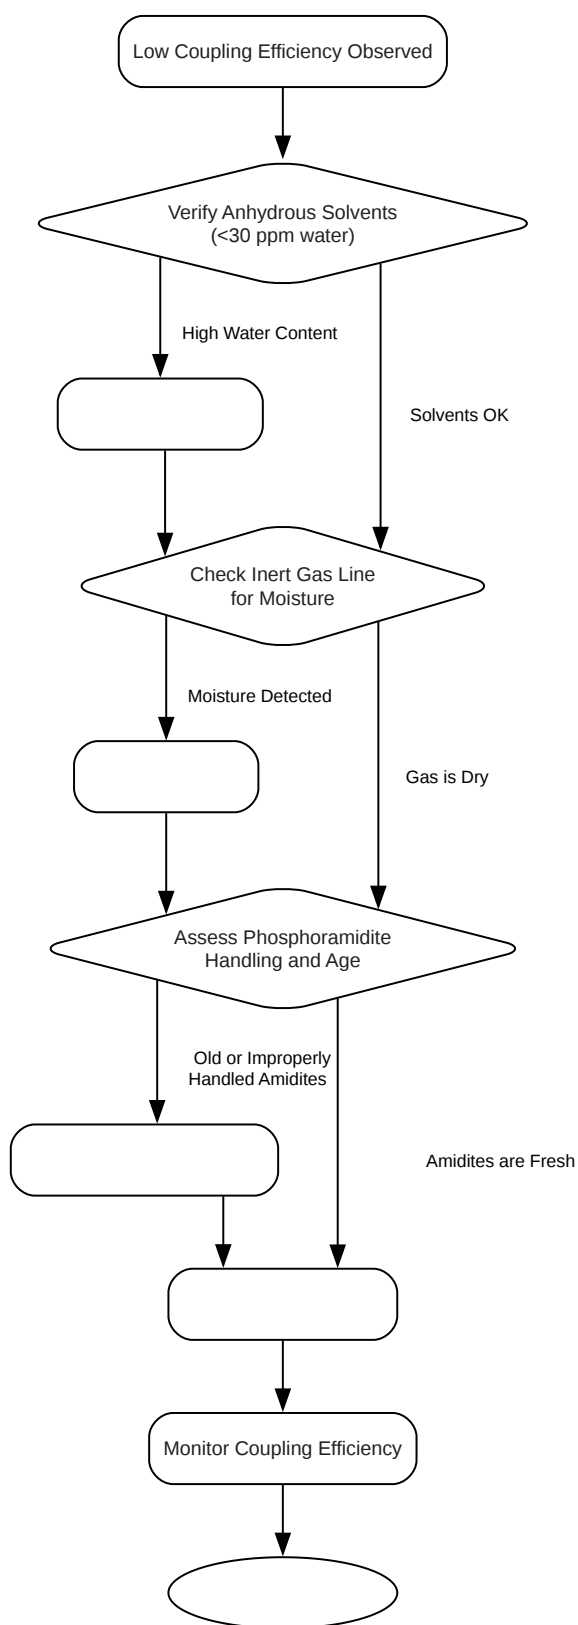 Low Coupling Efficiency Observed
Verify Anhydrous Solvents
(<30 ppm water)
High Water Content
Solvents OK
Check Inert Gas Line
for Moisture
Moisture Detected
Gas is Dry
Assess Phosphoramidite
Handling and Age
Old or Improperly
Handled Amidites
Amidites are Fresh
Monitor Coupling Efficiency